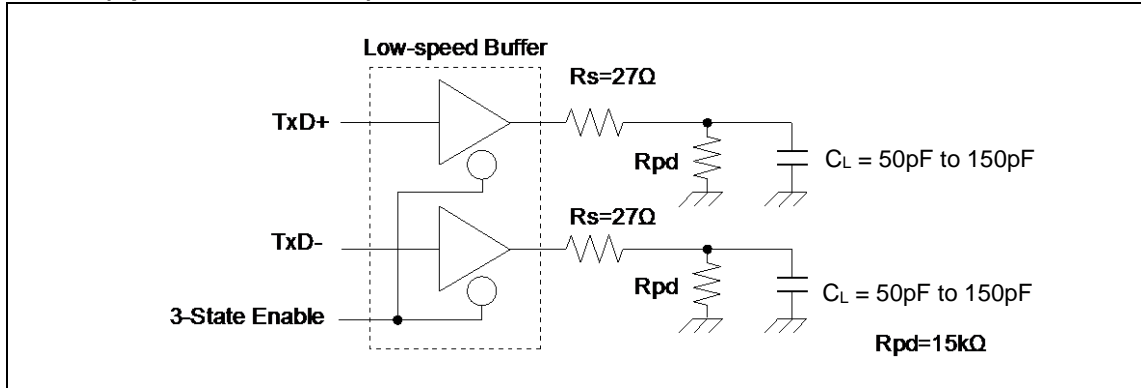 Low-speed Buffer
Rs=27Ω
TxD+
Rpd
CL = 50pF to 150pF
Rs=27Ω
TxD-
Rpd
CL = 50pF to 150pF
3-State Enable
Rpd=15kΩ